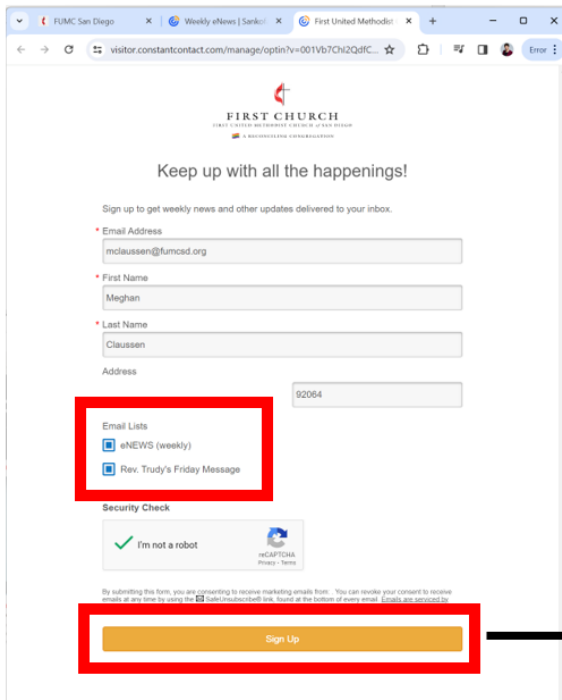 FUMC San Diego
Weekly eNews | Sanko
First United Methodist
visitor.constantcontact.com/manage/optin?v=001Vb7ChI2QdfC...
Error
FIRST CHURCH
FIRST UNITED METHODIST CHURCH of SAN DIEGO
A RECONCILING CONGREGATION
Keep up with all the happenings!
Sign up to get weekly news and other updates delivered to your inbox.
* Email Address
mclaussen@fumcsd.org
* First Name
Meghan
* Last Name
Claussen
Address
92064
Email Lists
eNEWS (weekly)
Rev. Trudy's Friday Message
Security Check
I'm not a robot
reCAPTCHA
Privacy - Terms
By submitting this form, you are consenting to receive marketing emails from: . You can revoke your consent to receive
emails at any time by using the SafeUnsubscribe® link, found at the bottom of every email. Emails are serviced by
Sign Up